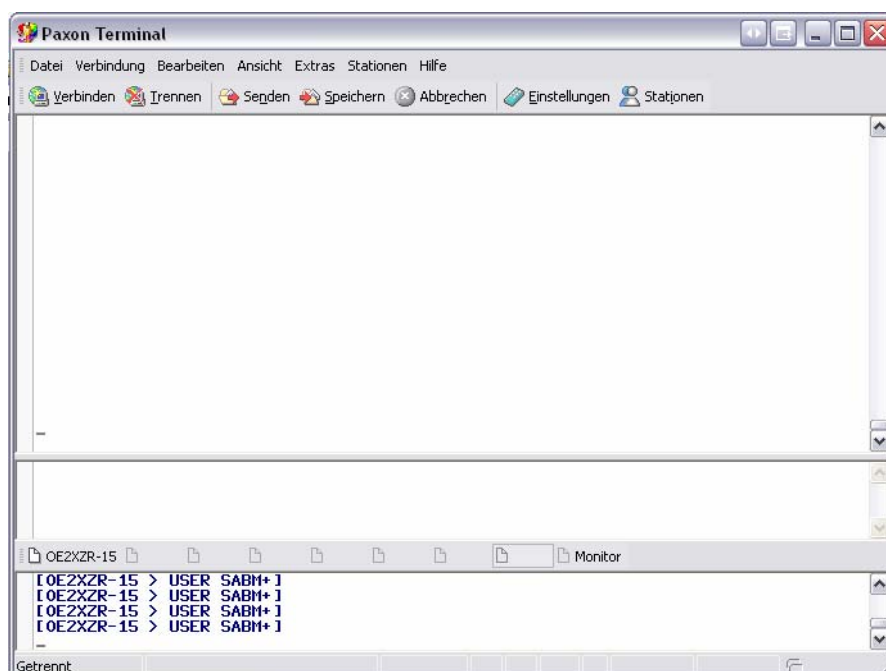 Paxon Terminal
Datei Verbindung Bearbeiten Ansicht Extras Stationen Hilfe
Verbinden Trennen Senden Speichern Abbrechen Einstellungen Stationen
OE2XZR-15 Monitor
[OE2XZR-15 > USER SABM+]
[OE2XZR-15 > USER SABM+]
[OE2XZR-15 > USER SABM+]
[OE2XZR-15 > USER SABM+]
Getrennt